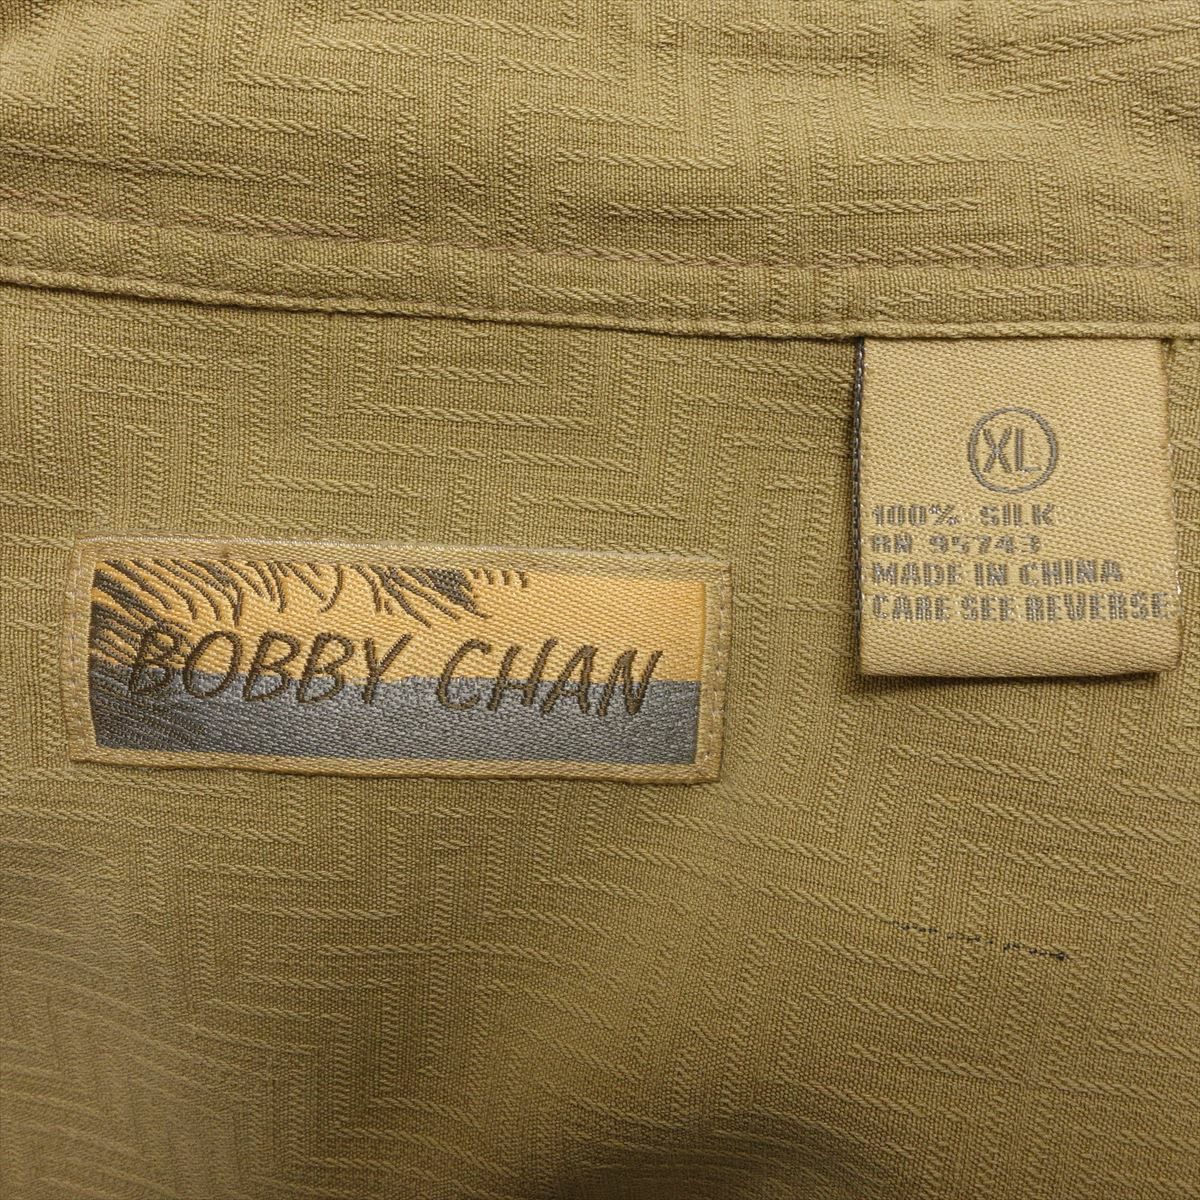 BOBBY CHAN
XL
100% SILK
RN 95743
MADE IN CHINA
CARE SEE REVERSE